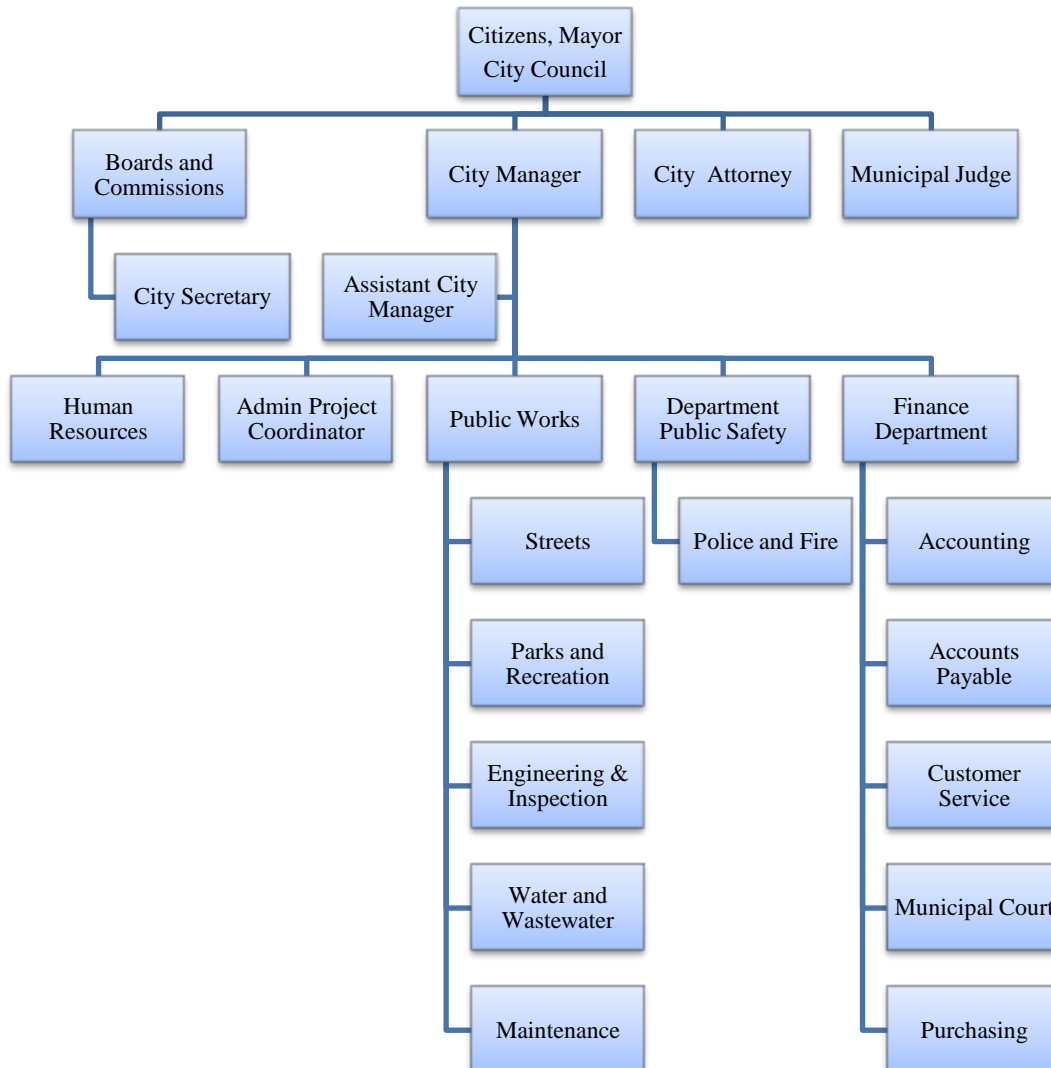 Citizens, Mayor
City Council
Boards and
Commissions
City Manager
City Attorney
Municipal Judge
City Secretary
Assistant City
Manager
Human
Resources
Admin Project
Coordinator
Public Works
Department
Public Safety
Finance
Department
Streets
Police and Fire
Accounting
Parks and
Recreation
Accounts
Payable
Engineering &
Inspection
Customer
Service
Water and
Wastewater
Municipal Court
Maintenance
Purchasing